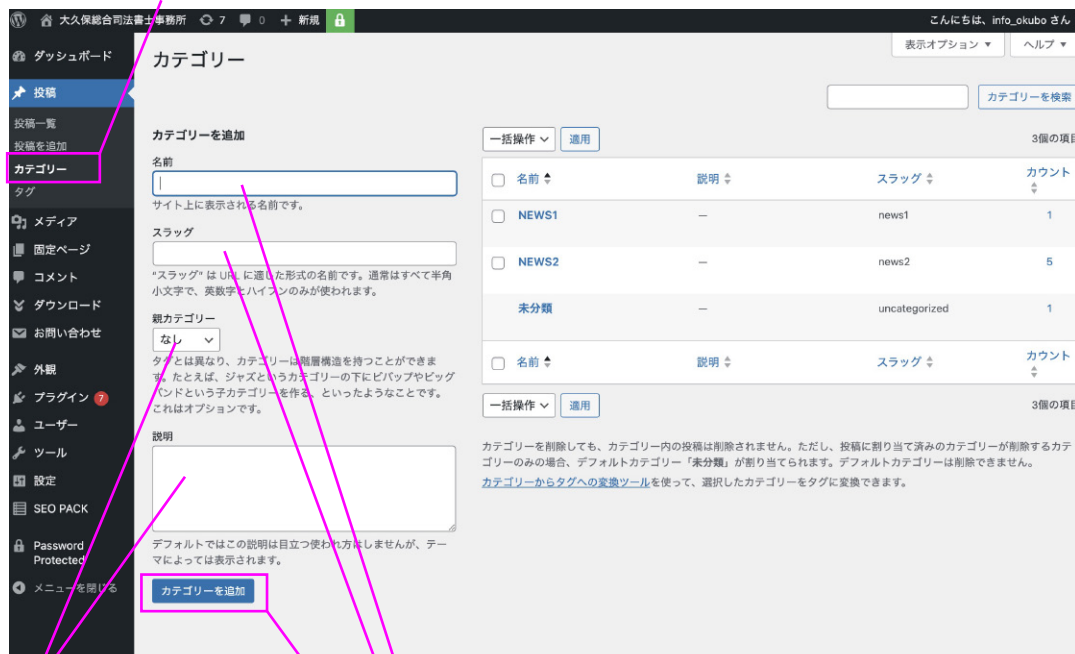 大久保総合司法書士事務所 7 0 新規
こんにちは、info_okubo さん
表示オプション ▼ ヘルプ ▼
ダッシュボード
投稿
投稿一覧
投稿を追加
カテゴリー
タグ
メディア
固定ページ
コメント
ダウンロード
お問い合わせ
外観
プラグイン 7
ユーザー
ツール
設定
SEO PACK
Password
Protected
メニューを閉じる
カテゴリー
カテゴリーを検索
カテゴリーを追加
名前
サイト上に表示される名前です。
スラッグ
"スラッグ" は URL に適した形式の名前です。通常はすべて半角
小文字で、英数字とハイフンのみが使われます。
親カテゴリー
なし
タグとは異なり、カテゴリーは階層構造を持つことができま
す。たとえば、ジャズというカテゴリーの下にビバップやビッグ
バンドという子カテゴリーを作る、といったようなことです。
これはオプションです。
説明
デフォルトではこの説明は目立つ使われ方はしませんが、テー
マによっては表示されます。
カテゴリーを追加
一括操作 適用 3個の項目
名前 説明 スラッグ カウント
NEWS1 — news1 1
NEWS2 — news2 5
未分類 — uncategorized 1
名前 説明 スラッグ カウント
一括操作 適用 3個の項目
カテゴリーを削除しても、カテゴリー内の投稿は削除されません。ただし、投稿に割り当て済みのカテゴリーが削除するカテ
ゴリーのみの場合、デフォルトカテゴリー「未分類」が割り当てられます。デフォルトカテゴリーは削除できません。
カテゴリーからタグへの変換ツールを使って、選択したカテゴリーをタグに変換できます。